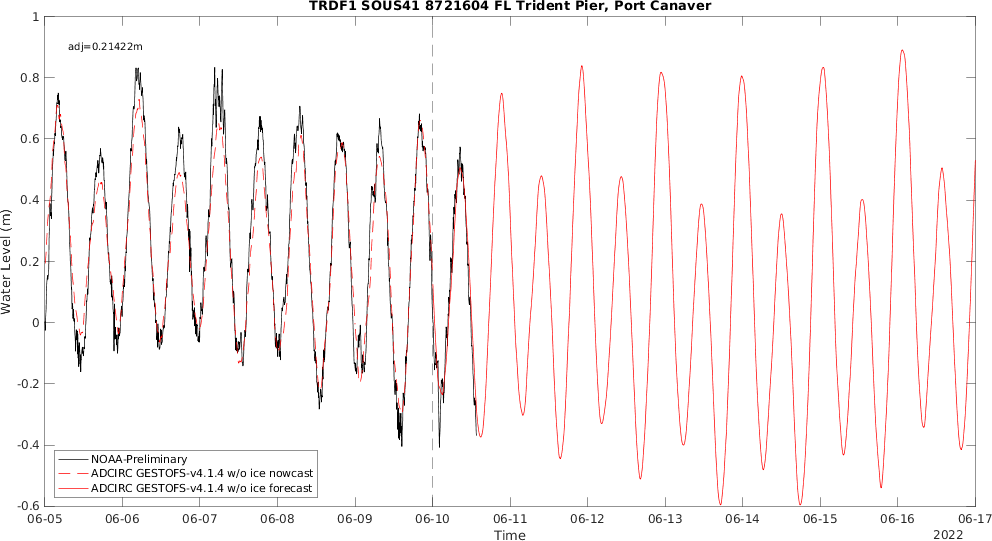 TRDF1 SOUS41 8721604 FL Trident Pier, Port Canaver
adj=0.21422m
1
0.8
0.6
0.4
0.2
0
-0.2
-0.4
-0.6
Water Level (m)
NOAA-Preliminary
ADCIRC GESTOFS-v4.1.4 w/o ice nowcast
ADCIRC GESTOFS-v4.1.4 w/o ice forecast
06-05 06-06 06-07 06-08 06-09 06-10 06-11 06-12 06-13 06-14 06-15 06-16 06-17
Time
2022